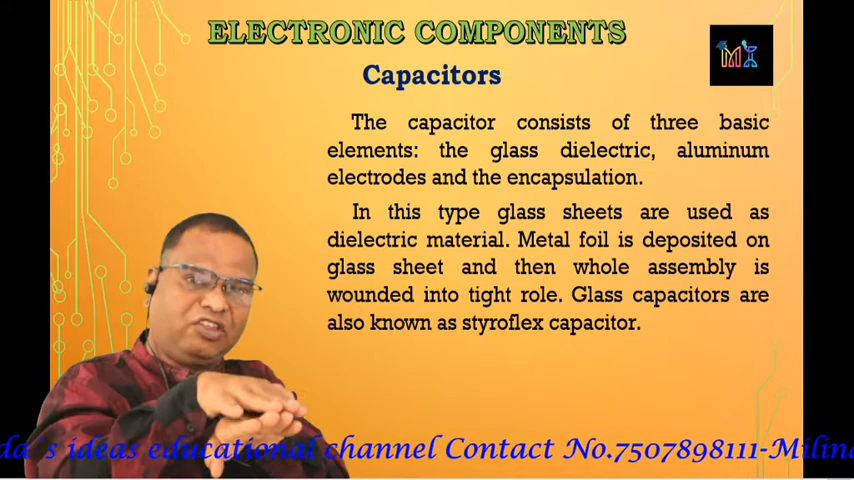 ELECTRONIC COMPONENTS
MI
Capacitors
The capacitor consists of three basic
elements: the glass dielectric, aluminum
electrodes and the encapsulation.
In this type glass sheets are used as
dielectric material. Metal foil is deposited on
glass sheet and then whole assembly is
wounded into tight role. Glass capacitors are
also known as styroflex capacitor.
da's ideas educational channel Contact No.7507898111-Milind